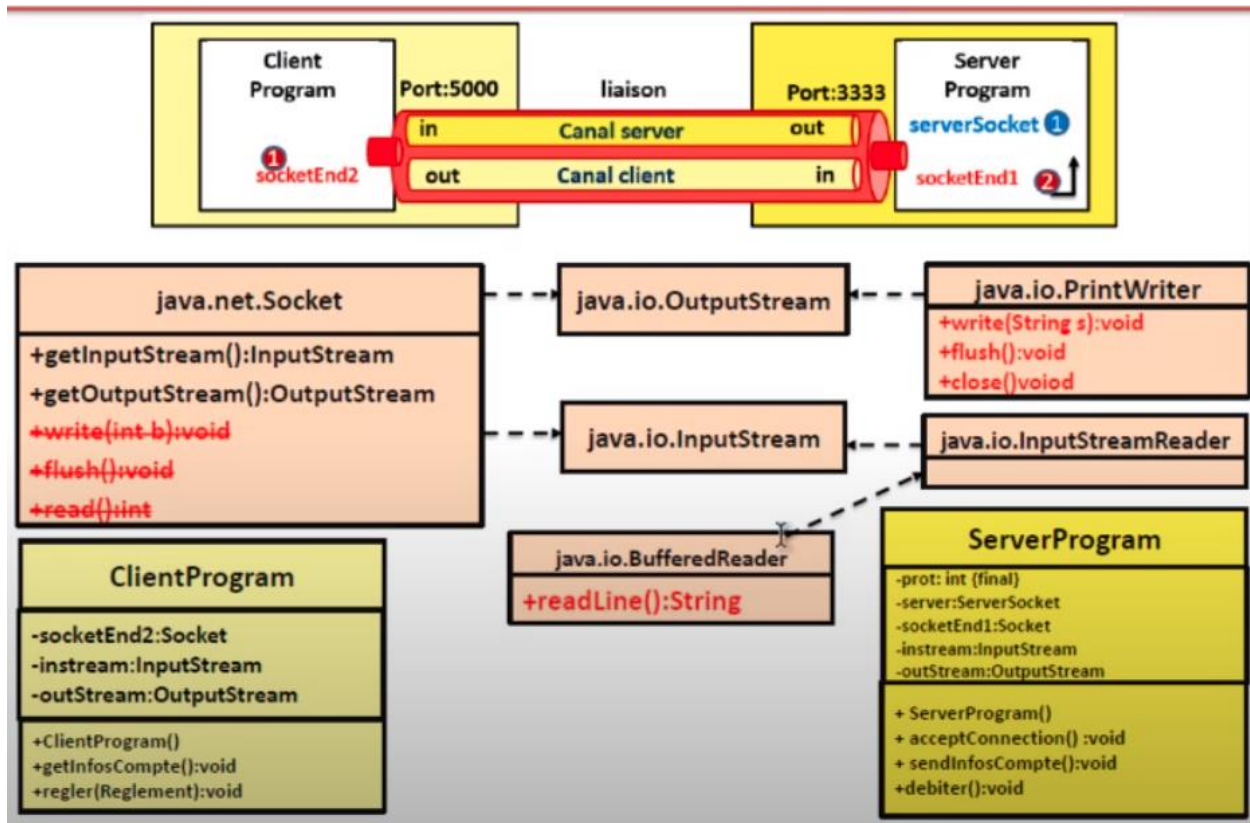 Client
Program
Port:5000
liaison
Port:3333
Server
Program
in
Canal server
out
serverSocket 1
1
socketEnd2
out
Canal client
in
socketEnd1 2
java.net.Socket
+getInputStream():InputStream
+getOutputStream():OutputStream
+write(int b):void
+flush():void
+read():int
java.io.OutputStream
java.io.PrintWriter
+write(String s):void
+flush():void
+close()voiod
java.io.InputStream
java.io.InputStreamReader
java.io.BufferedReader
+readLine():String
ClientProgram
-socketEnd2:Socket
-instream:InputStream
-outStream:OutputStream
+ClientProgram()
+getInfosCompte():void
+regler(Reglement):void
ServerProgram
-prot: int {final}
-server:ServerSocket
-socketEnd1:Socket
-instream:InputStream
-outStream:OutputStream
+ ServerProgram()
+ acceptConnection() :void
+ sendInfosCompte():void
+debiter():void